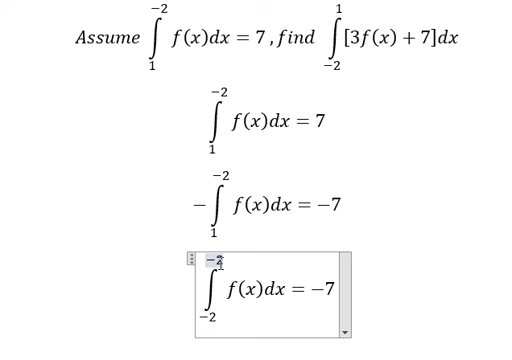 Assume ∫₁⁻² f(x)dx = 7 , find ∫₋₂¹ [3f(x) + 7]dx
∫₁⁻² f(x)dx = 7
− ∫₁⁻² f(x)dx = −7
∫₋₂⁻² f(x)dx = −7